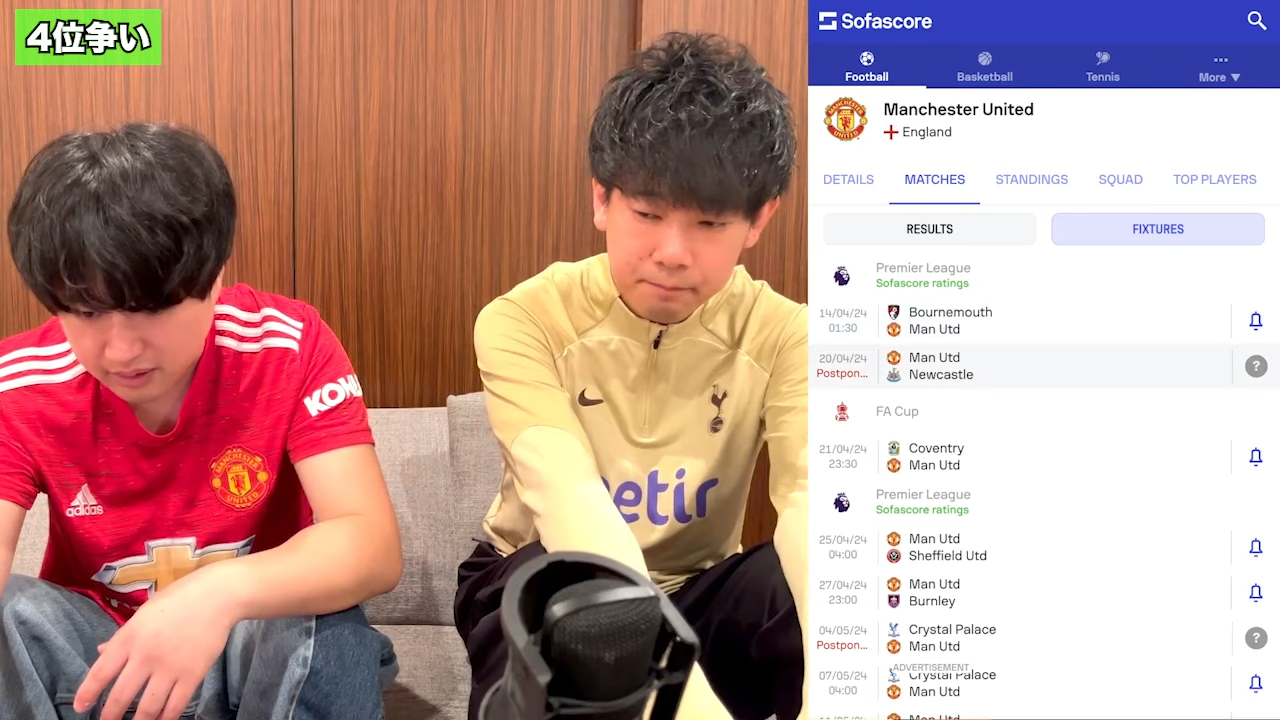 4位争い
KOHL
adidas
MANCHESTER
UNITED
etir
Sofascore
Football
Basketball
Tennis
More ▼
Manchester United
England
DETAILS
MATCHES
STANDINGS
SQUAD
TOP PLAYERS
RESULTS
FIXTURES
Premier League
Sofascore ratings
14/04/24
01:30
Bournemouth
Man Utd
20/04/24
Postpon...
Man Utd
Newcastle
?
FA Cup
21/04/24
23:30
Coventry
Man Utd
Premier League
Sofascore ratings
25/04/24
04:00
Man Utd
Sheffield Utd
27/04/24
23:00
Man Utd
Burnley
04/05/24
Postpon...
Crystal Palace
Man Utd
?
ADVERTISEMENT
07/05/24
04:00
Crystal Palace
Man Utd
Man Utd